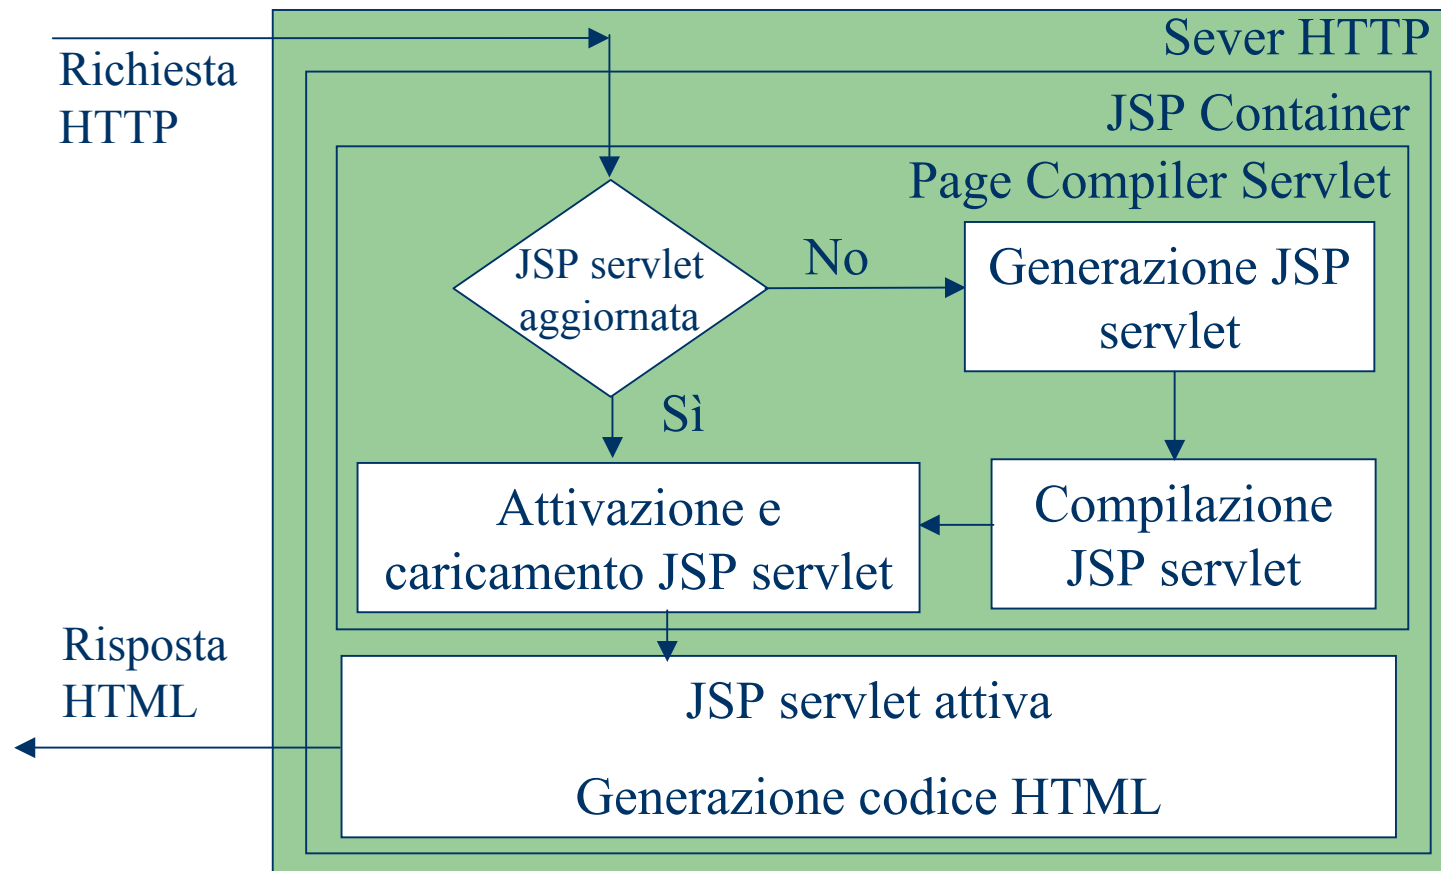 Sever HTTP
Richiesta
HTTP
JSP Container
Page Compiler Servlet
JSP servlet
aggiornata
No
Generazione JSP
servlet
Sì
Attivazione e
caricamento JSP servlet
Compilazione
JSP servlet
Risposta
HTML
JSP servlet attiva
Generazione codice HTML